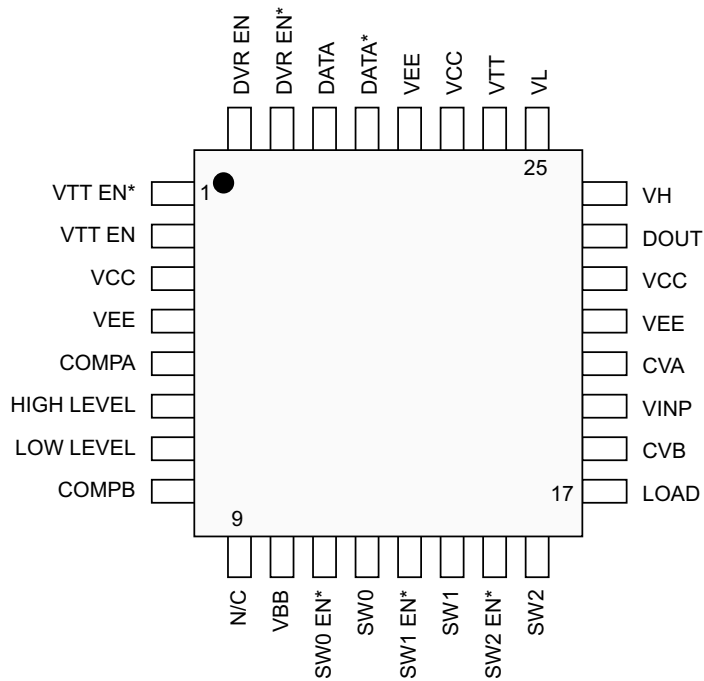 DVR EN
DVR EN*
DATA
DATA*
VEE
VCC
VTT
VL
25
1
VTT EN*
VTT EN
VCC
VEE
COMPA
HIGH LEVEL
LOW LEVEL
COMPB
VH
DOUT
VCC
VEE
CVA
VINP
CVB
LOAD
17
9
N/C
VBB
SW0 EN*
SW0
SW1 EN*
SW1
SW2 EN*
SW2